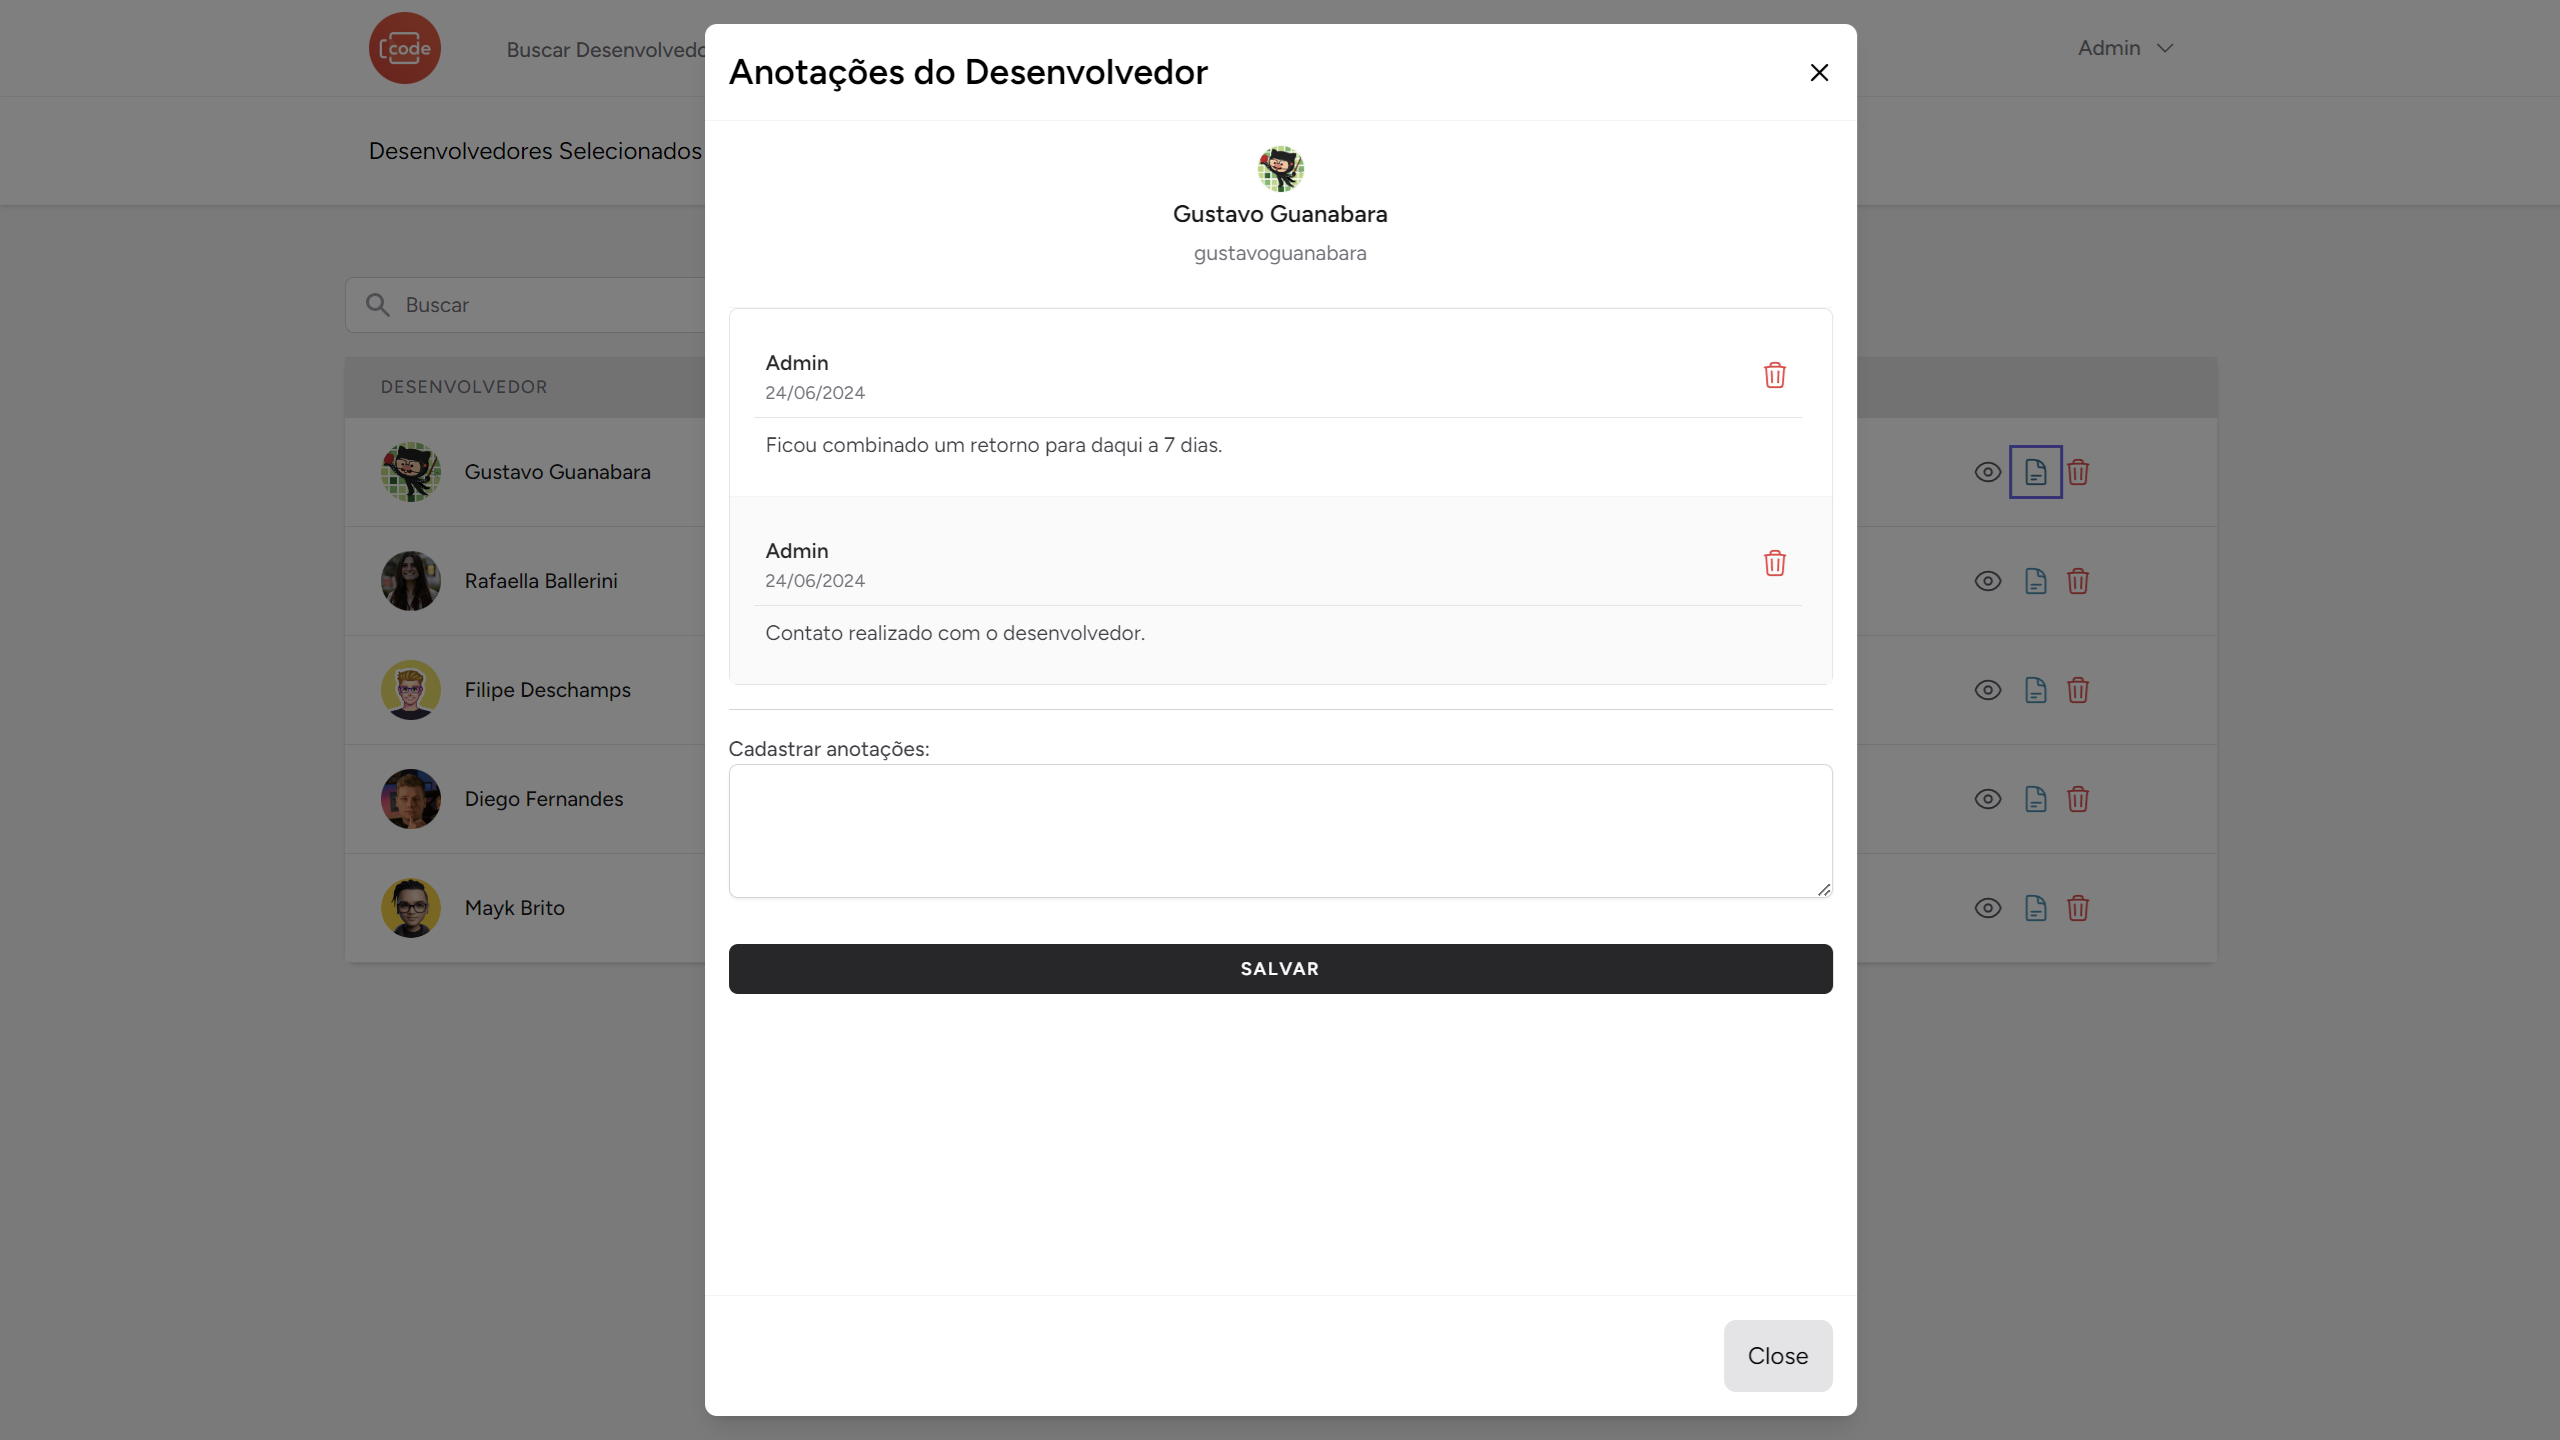 code
Buscar Desenvolvedo
Admin
Desenvolvedores Selecionados
Buscar
DESENVOLVEDOR
Gustavo Guanabara
Rafaella Ballerini
Filipe Deschamps
Diego Fernandes
Mayk Brito
Anotações do Desenvolvedor
Gustavo Guanabara
gustavoguanabara
Admin
24/06/2024
Ficou combinado um retorno para daqui a 7 dias.
Admin
24/06/2024
Contato realizado com o desenvolvedor.
Cadastrar anotações:
SALVAR
Close